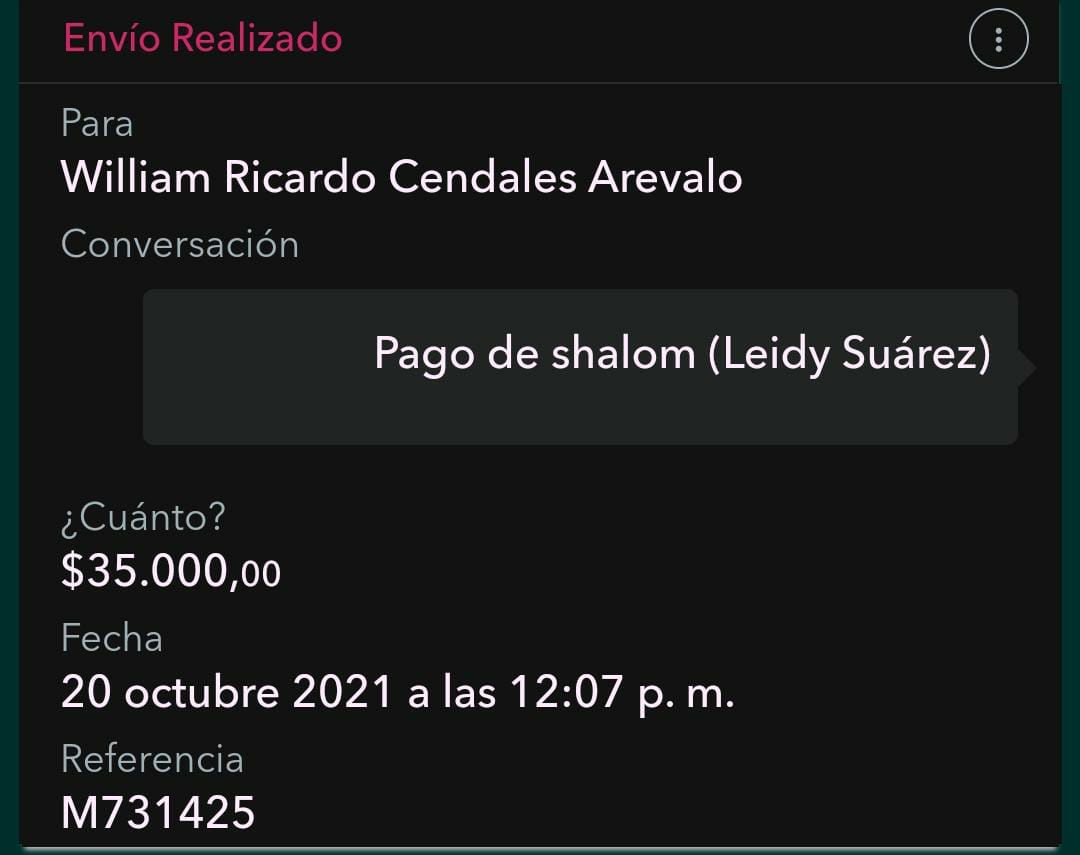 Envío Realizado
Para
William Ricardo Cendales Arevalo
Conversación
Pago de shalom (Leidy Suárez)
¿Cuánto?
$35.000,00
Fecha
20 octubre 2021 a las 12:07 p. m.
Referencia
M731425